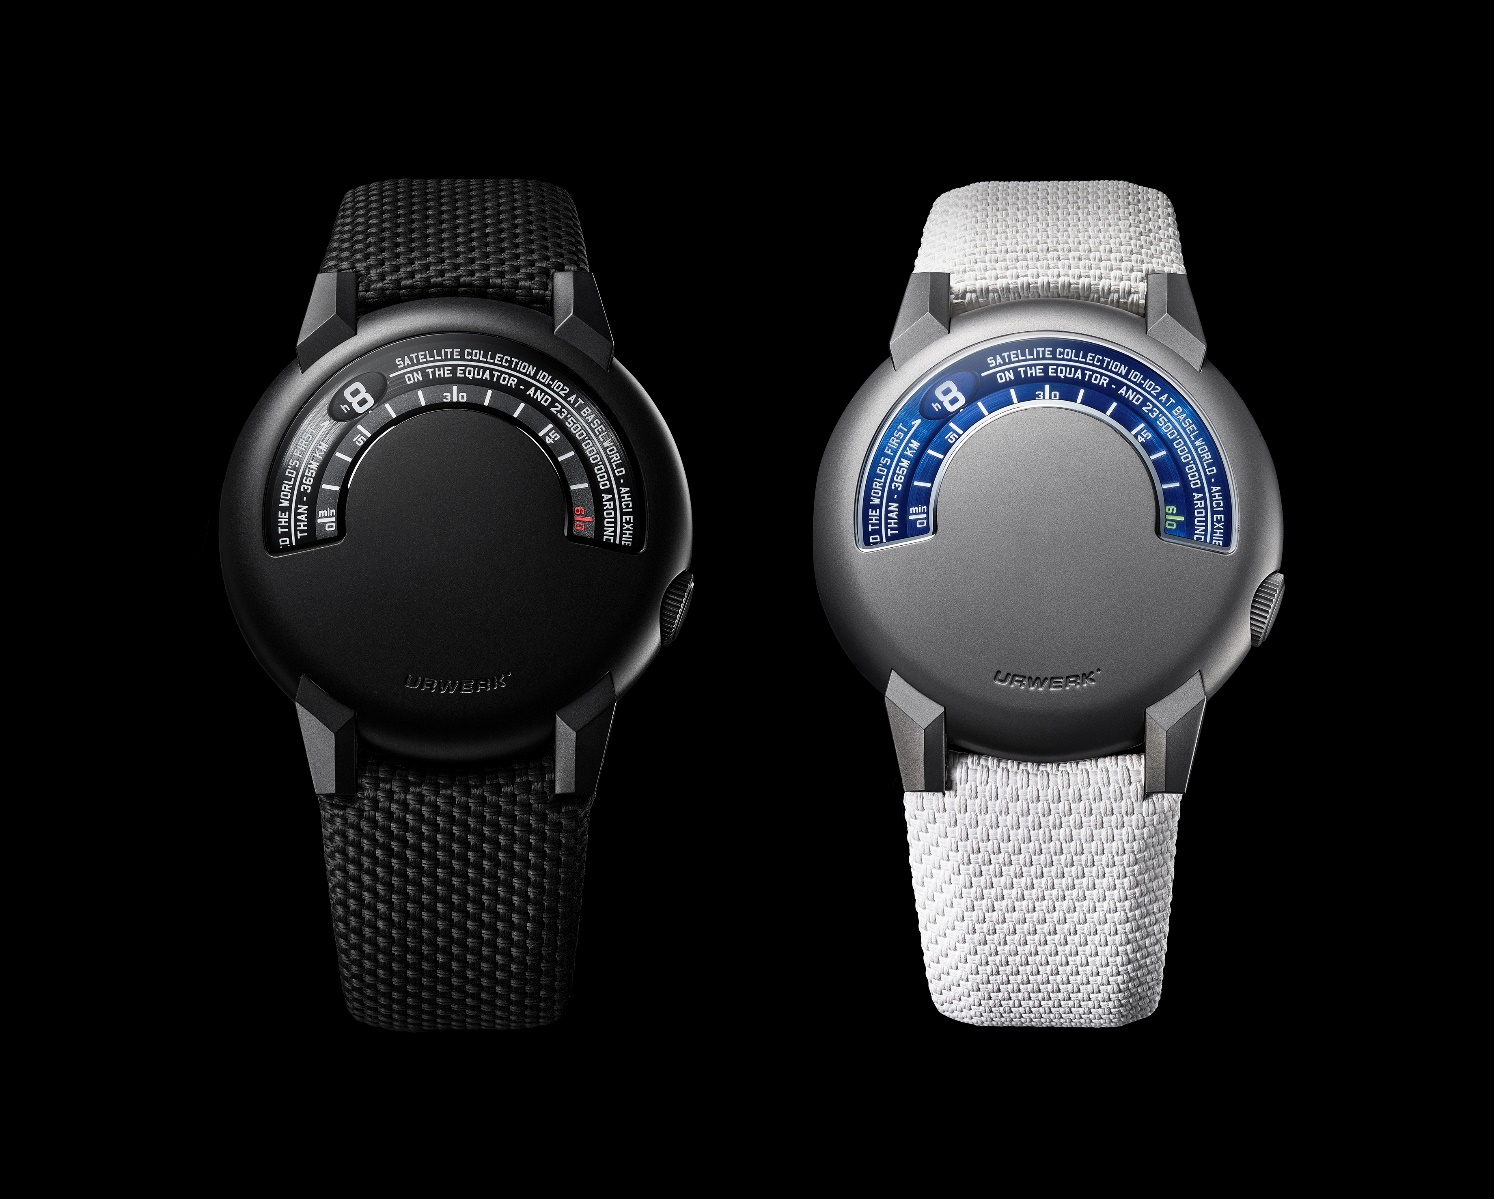 SATELLITE COLLECTION 101-102 AT BASELWORLD - AHCI EXHIB
ON THE EQUATOR - AND 23'500'000'000 AROUND
O THE WORLD'S FIRST
THAN - 365M KM
h8
min
0
15
30
45
60
URWERK
SATELLITE COLLECTION 101-102 AT BASELWORLD - AHCI EXHIB
ON THE EQUATOR - AND 23'500'000'000 AROUND
O THE WORLD'S FIRST
THAN - 365M KM
h8
min
0
15
30
45
60
URWERK